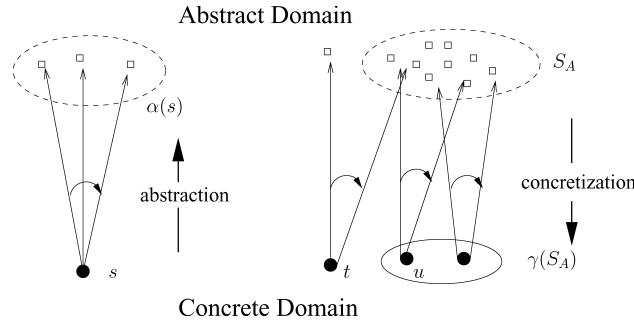 Abstract Domain
S_A
α(s)
abstraction
concretization
s
t
u
γ(S_A)
Concrete Domain